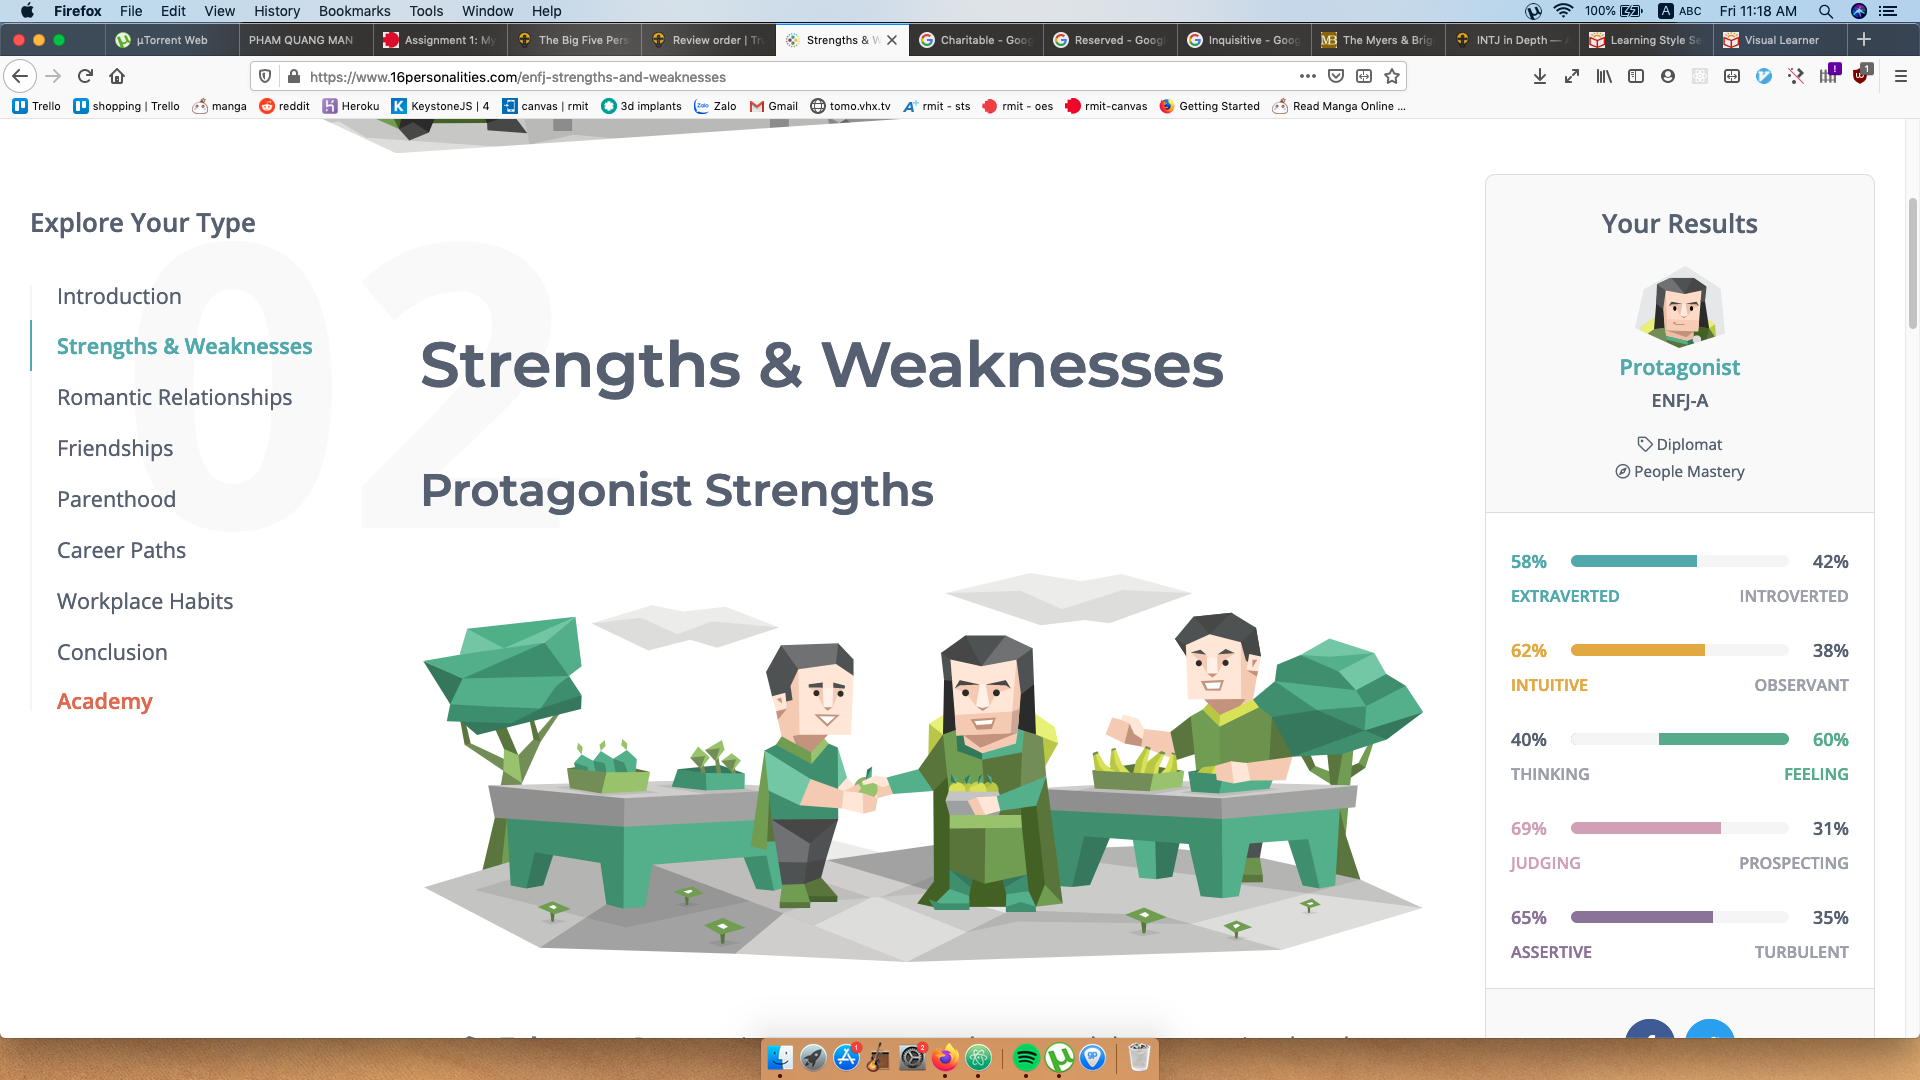 Firefox File Edit View History Bookmarks Tools Window Help 100% A ABC Fri 11:18 AM
µTorrent Web PHAM QUANG MAN Assignment 1: My The Big Five Pers Review order | Tr Strengths & W Charitable - Goog Reserved - Googl Inquisitive - Goog The Myers & Brig INTJ in Depth — Learning Style Se Visual Learner
https://www.16personalities.com/enfj-strengths-and-weaknesses
Trello shopping | Trello manga reddit Heroku KeystoneJS | 4 canvas | rmit 3d implants Zalo Gmail tomo.vhx.tv rmit - sts rmit - oes rmit-canvas Getting Started Read Manga Online ...
02
Explore Your Type
Introduction
Strengths & Weaknesses
Romantic Relationships
Friendships
Parenthood
Career Paths
Workplace Habits
Conclusion
Academy
Strengths & Weaknesses
Protagonist Strengths
Your Results
Protagonist
ENFJ-A
Diplomat
People Mastery
58% 42%
EXTRAVERTED INTROVERTED
62% 38%
INTUITIVE OBSERVANT
40% 60%
THINKING FEELING
69% 31%
JUDGING PROSPECTING
65% 35%
ASSERTIVE TURBULENT